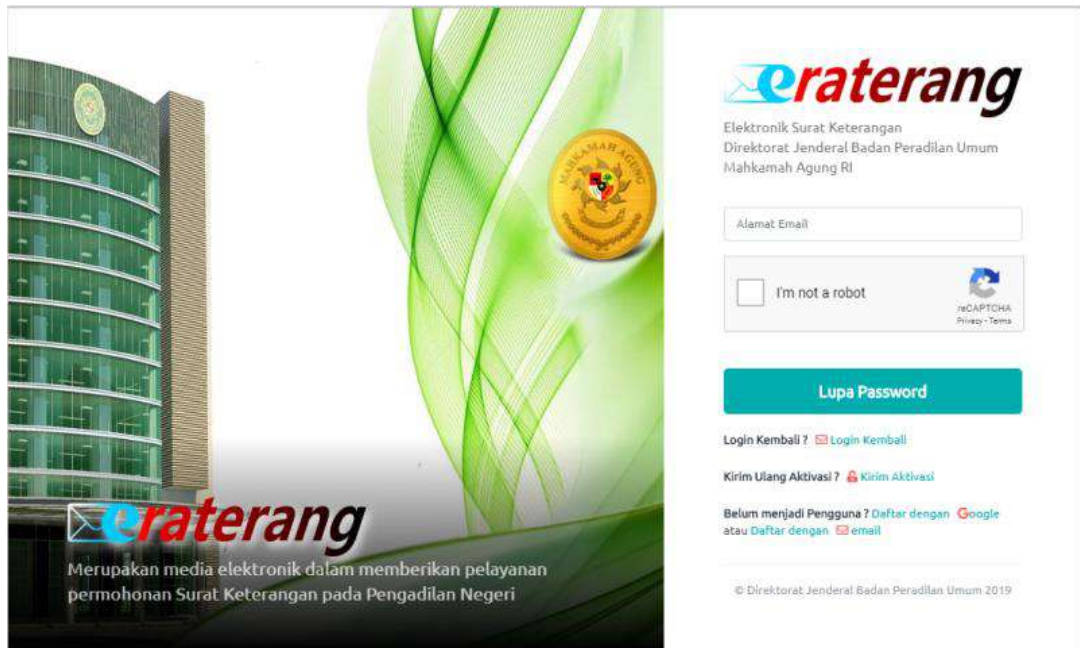 eraterang
Elektronik Surat Keterangan
Direktorat Jenderal Badan Peradilan Umum
Mahkamah Agung RI
Alamat Email
I'm not a robot
reCAPTCHA
Privacy - Terms
Lupa Password
Login Kembali ? Login Kembali
Kirim Ulang Aktivasi ? Kirim Aktivasi
Belum menjadi Pengguna ? Daftar dengan Google
atau Daftar dengan email
© Direktorat Jenderal Badan Peradilan Umum 2019
MAHKAMAH AGUNG
eraterang
Merupakan media elektronik dalam memberikan pelayanan
permohonan Surat Keterangan pada Pengadilan Negeri